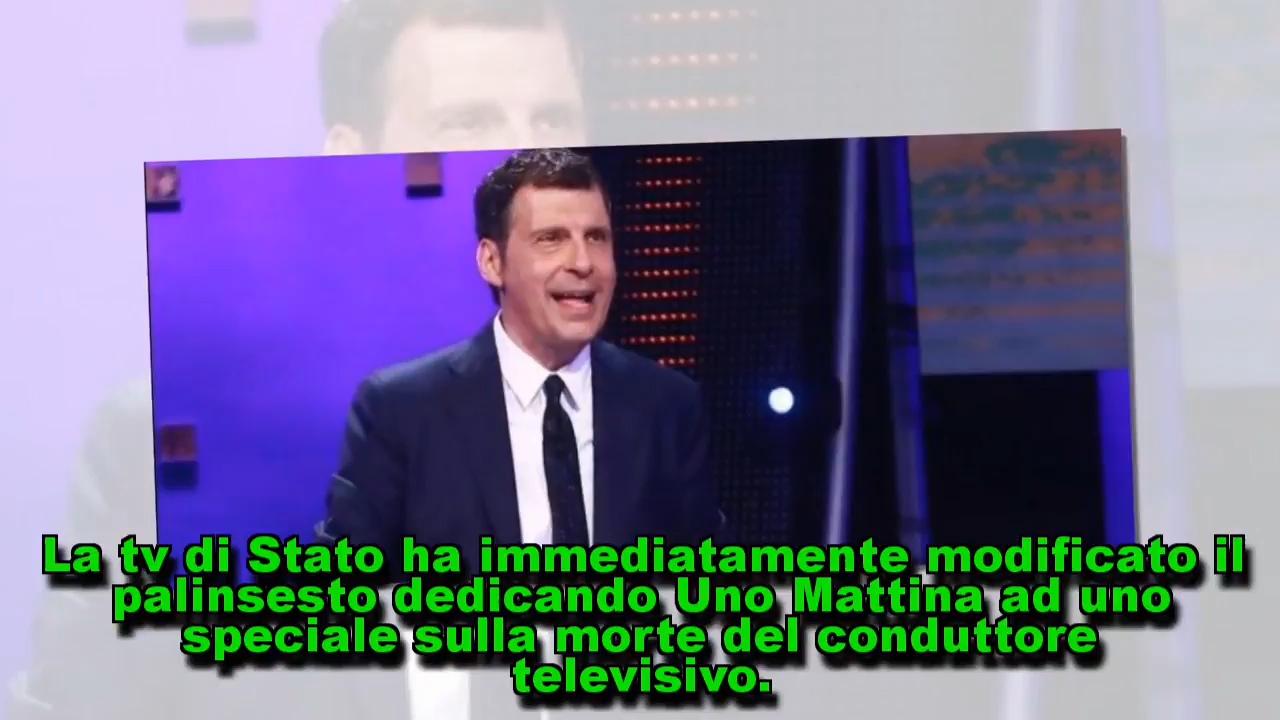 La tv di Stato ha immediatamente modificato il
palinsesto dedicando Uno Mattina ad uno
speciale sulla morte del conduttore
televisivo.